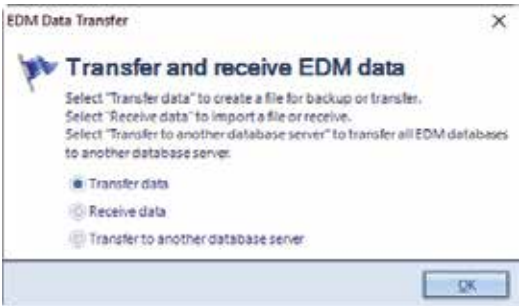 EDM Data Transfer
Transfer and receive EDM data
Select "Transfer data" to create a file for backup or transfer.
Select "Receive data" to import a file or receive.
Select "Transfer to another database server" to transfer all EDM databases
to another database server.
Transfer data
Receive data
Transfer to another database server
OK